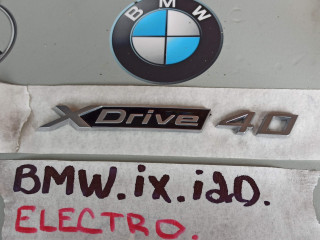 BMW
XDrive 40
BMW.ix.i20.
ELECTRO.